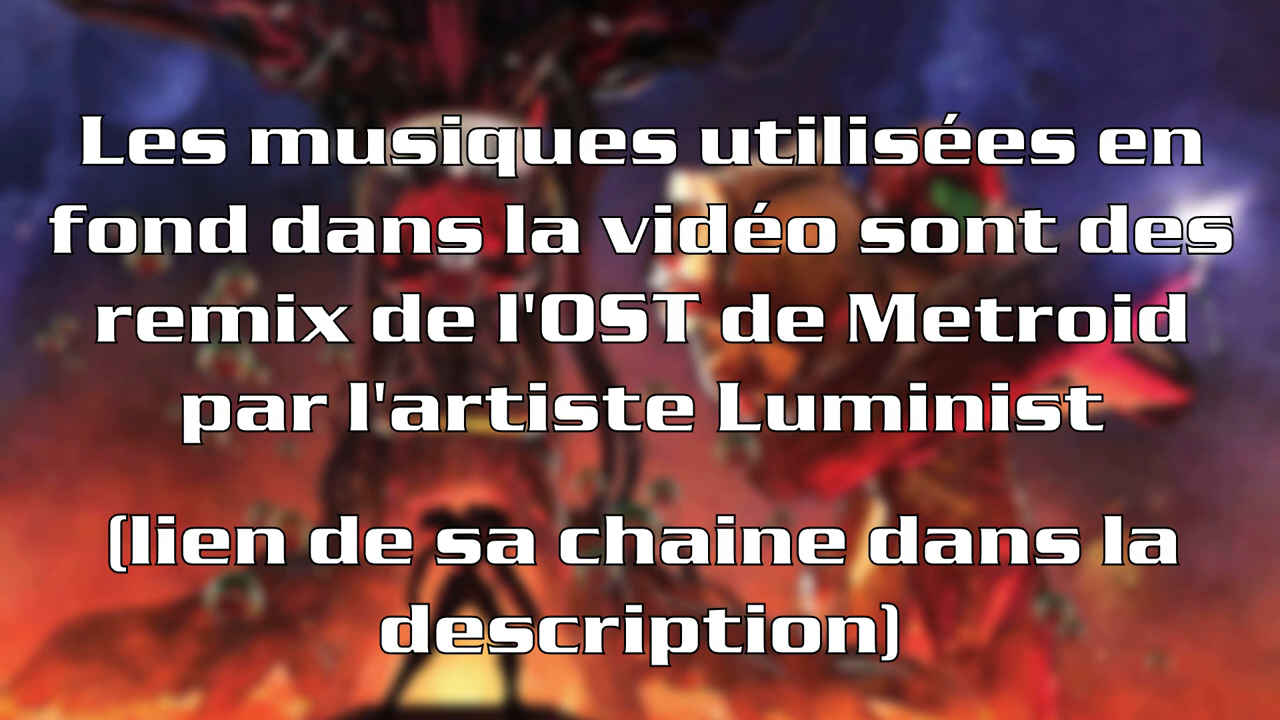 Les musiques utilisées en
fond dans la vidéo sont des
remix de l'OST de Metroid
par l'artiste Luminist
(lien de sa chaine dans la
description)